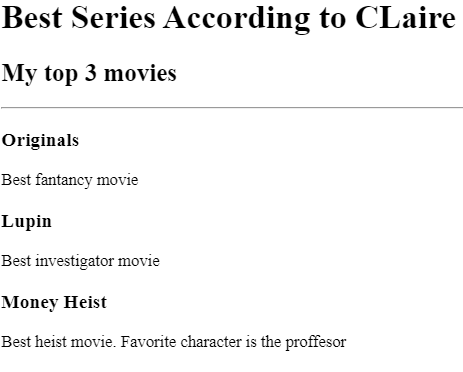 Best Series According to CLaire
My top 3 movies
Originals
Best fantancy movie
Lupin
Best investigator movie
Money Heist
Best heist movie. Favorite character is the proffesor